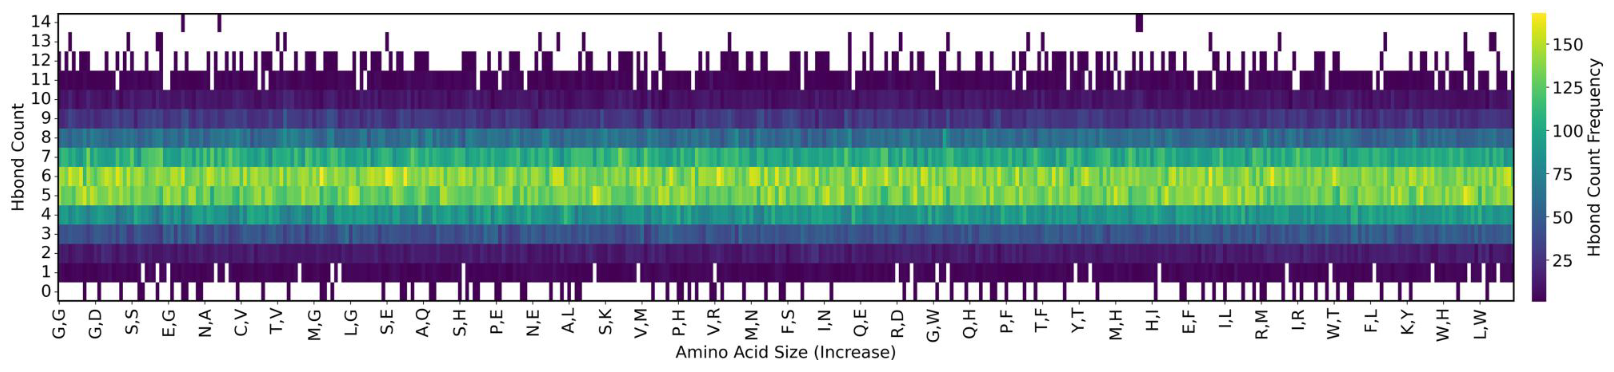 Hbond Count
14
13
12
11
10
9
8
7
6
5
4
3
2
1
0
G,G
G,D
S,S
E,G
N,A
C,V
T,V
M,G
L,G
S,E
A,Q
S,H
P,E
N,E
A,L
S,K
V,M
P,H
V,R
M,N
F,S
I,N
Q,E
R,D
G,W
Q,H
P,F
T,F
Y,T
M,H
H,I
E,F
I,L
R,M
I,R
W,T
F,L
K,Y
W,H
L,W
Amino Acid Size (Increase)
150
125
100
75
50
25
Hbond Count Frequency